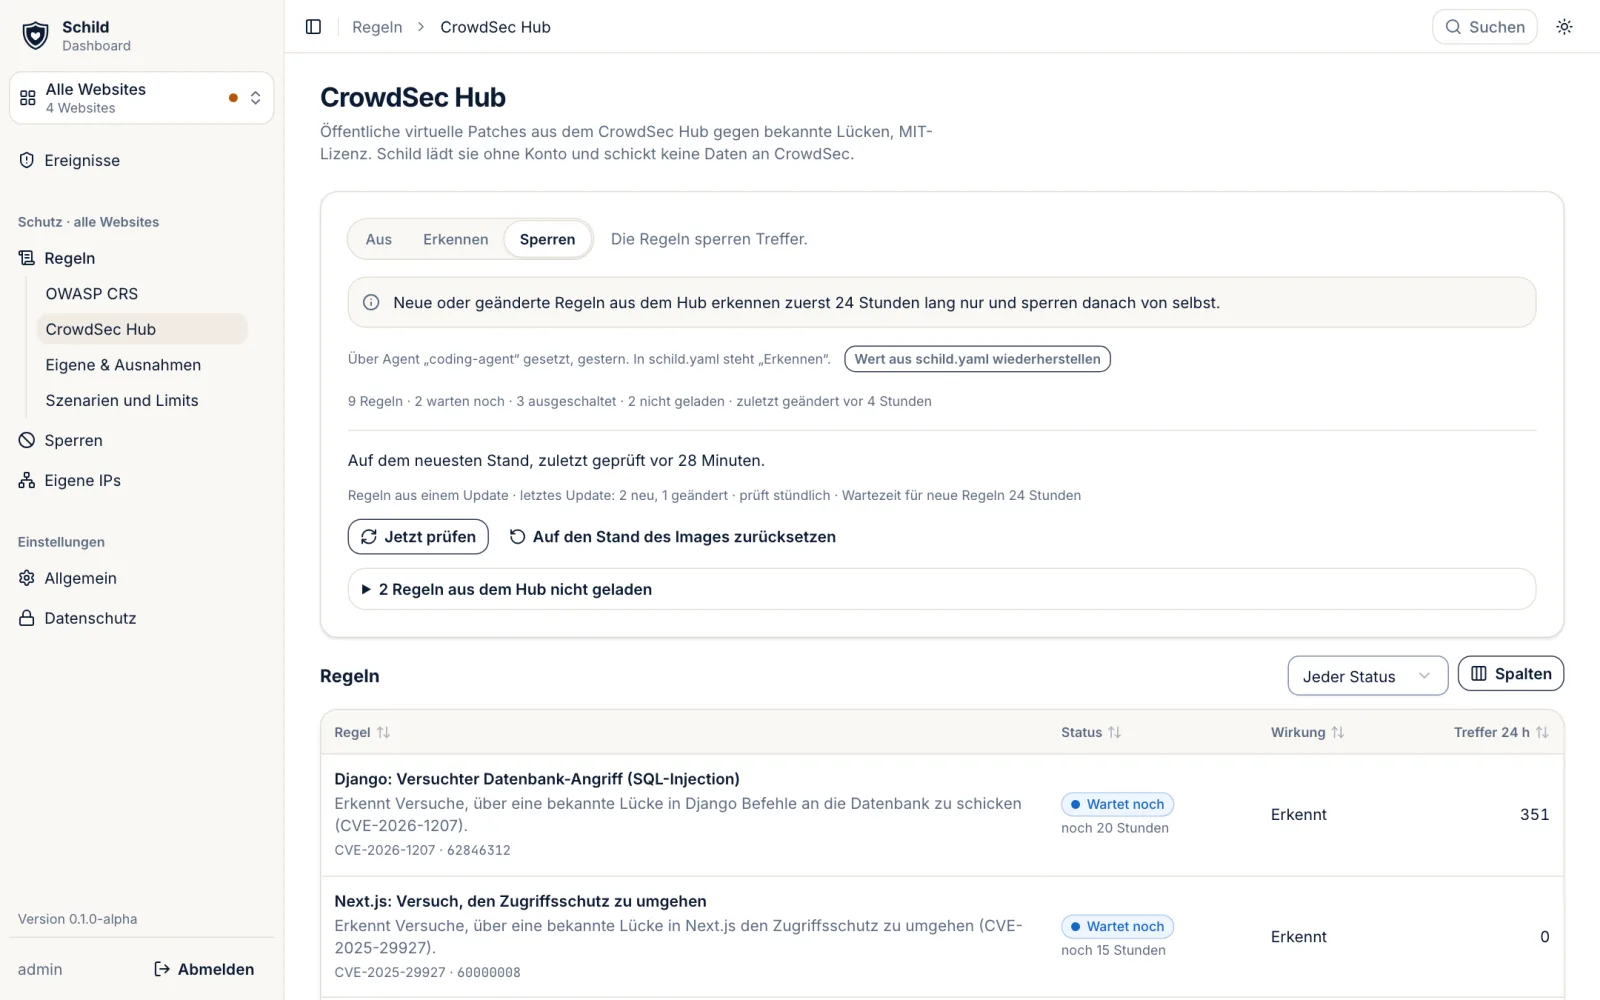 Schild
Dashboard
Alle Websites
4 Websites
Ereignisse
Schutz · alle Websites
Regeln
OWASP CRS
CrowdSec Hub
Eigene & Ausnahmen
Szenarien und Limits
Sperren
Eigene IPs
Einstellungen
Allgemein
Datenschutz
Version 0.1.0-alpha
admin
Abmelden
Regeln > CrowdSec Hub
Suchen
CrowdSec Hub
Öffentliche virtuelle Patches aus dem CrowdSec Hub gegen bekannte Lücken, MIT-
Lizenz. Schild lädt sie ohne Konto und schickt keine Daten an CrowdSec.
Aus Erkennen Sperren Die Regeln sperren Treffer.
Neue oder geänderte Regeln aus dem Hub erkennen zuerst 24 Stunden lang nur und sperren danach von selbst.
Über Agent „coding-agent“ gesetzt, gestern. In schild.yaml steht „Erkennen“. Wert aus schild.yaml wiederherstellen
9 Regeln · 2 warten noch · 3 ausgeschaltet · 2 nicht geladen · zuletzt geändert vor 4 Stunden
Auf dem neuesten Stand, zuletzt geprüft vor 28 Minuten.
Regeln aus einem Update · letztes Update: 2 neu, 1 geändert · prüft stündlich · Wartezeit für neue Regeln 24 Stunden
Jetzt prüfen Auf den Stand des Images zurücksetzen
2 Regeln aus dem Hub nicht geladen
Regeln
Jeder Status
Spalten
Regel Status Wirkung Treffer 24 h
Django: Versuchter Datenbank-Angriff (SQL-Injection)
Erkennt Versuche, über eine bekannte Lücke in Django Befehle an die Datenbank zu schicken
(CVE-2026-1207).
CVE-2026-1207 · 62846312
Wartet noch
noch 20 Stunden
Erkennt
351
Next.js: Versuch, den Zugriffsschutz zu umgehen
Erkennt Versuche, über eine bekannte Lücke in Next.js den Zugriffsschutz zu umgehen (CVE-
2025-29927).
CVE-2025-29927 · 60000008
Wartet noch
noch 15 Stunden
Erkennt
0